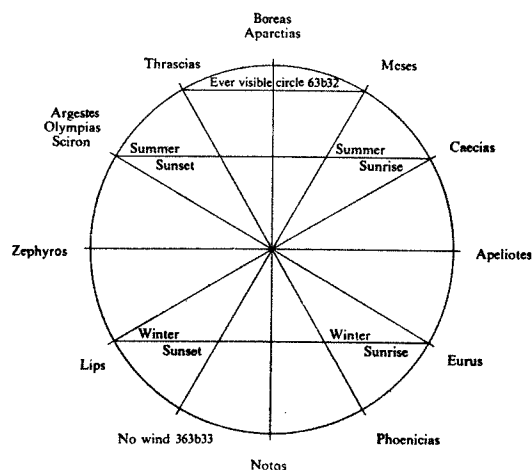 Boreas
Aparctias
Thrascias
Meses
Ever visible circle 63b32
Argestes
Olympias
Sciron
Summer
Sunset
Summer
Sunrise
Caecias
Zephyros
Apeliotes
Winter
Sunset
Winter
Sunrise
Lips
Eurus
No wind 363b33
Phoenicias
Notos